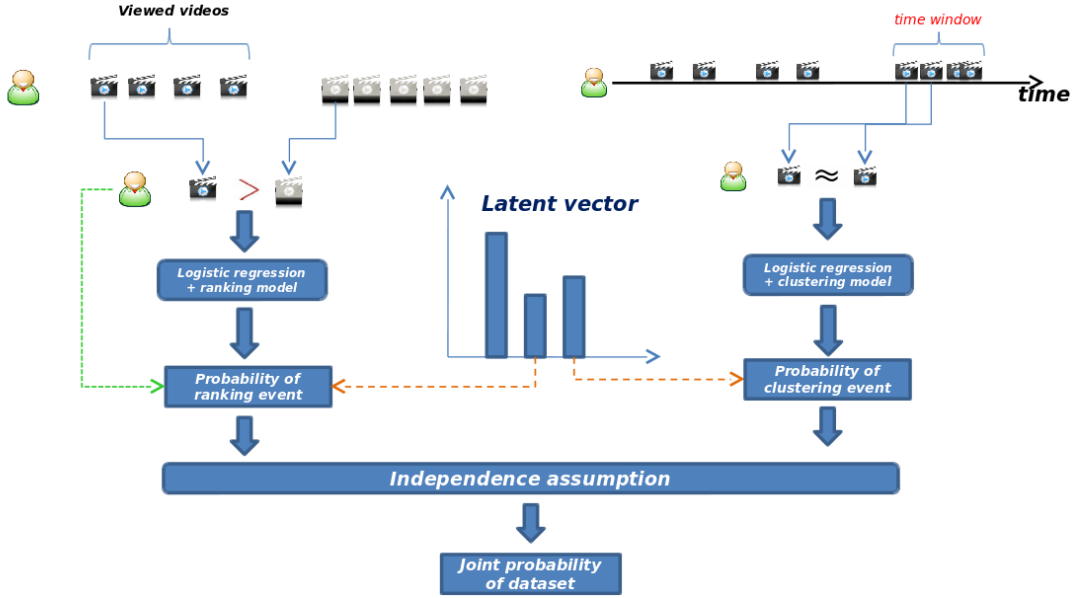 Viewed videos
time window
time
>
≈
Latent vector
Logistic regression
+ ranking model
Logistic regression
+ clustering model
Probability of
ranking event
Probability of
clustering event
Independence assumption
Joint probability
of dataset